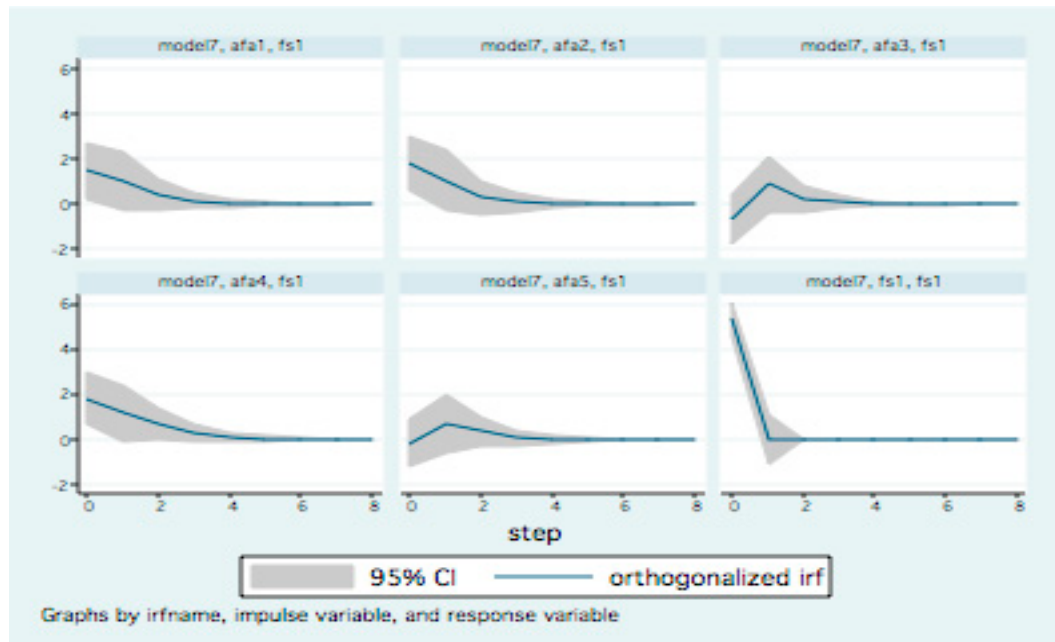 model7, afa1, fs1
model7, afa2, fs1
model7, afa3, fs1
6
4
2
0
-2
model7, afa4, fs1
model7, afa5, fs1
model7, fs1, fs1
6
4
2
0
-2
0 2 4 6 8
0 2 4 6 8
0 2 4 6 8
step
95% CI
orthogonalized irf
Graphs by irfname, impulse variable, and response variable